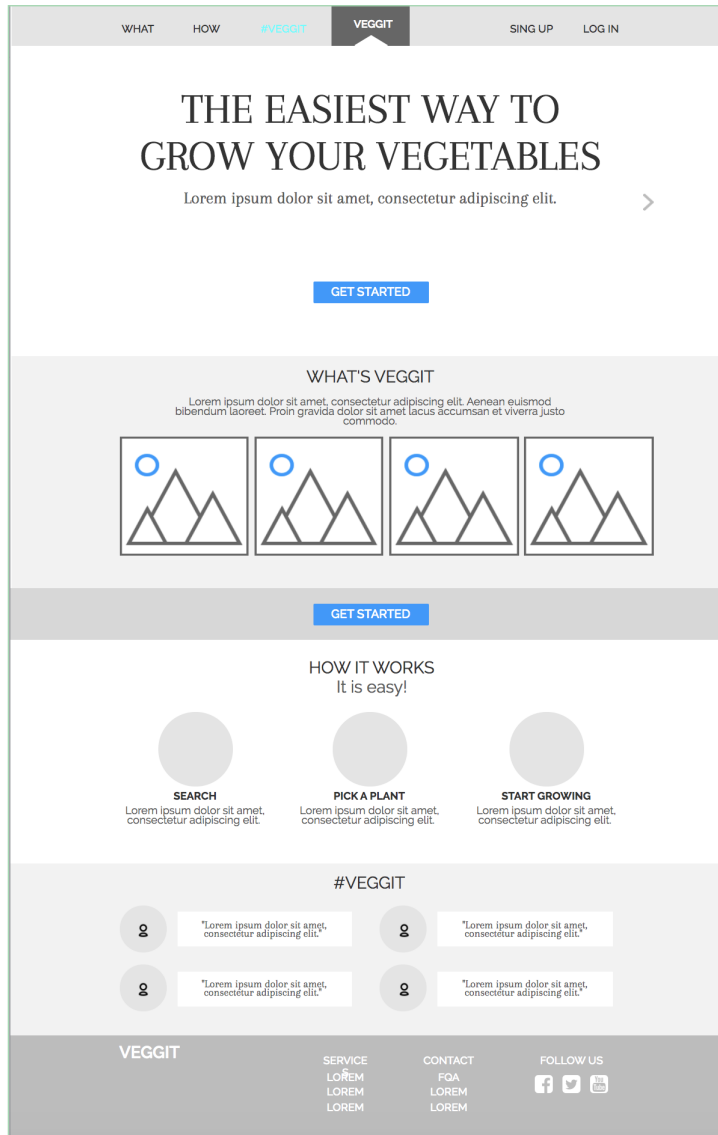 WHAT HOW #VEGGIT VEGGIT SING UP LOG IN
THE EASIEST WAY TO
GROW YOUR VEGETABLES
Lorem ipsum dolor sit amet, consectetur adipiscing elit.
GET STARTED
WHAT'S VEGGIT
Lorem ipsum dolor sit amet, consectetur adipiscing elit. Aenean euismod
bibendum laoreet. Proin gravida dolor sit amet lacus accumsan et viverra justo
commodo.
GET STARTED
HOW IT WORKS
It is easy!
SEARCH
Lorem ipsum dolor sit amet,
consectetur adipiscing elit.
PICK A PLANT
Lorem ipsum dolor sit amet,
consectetur adipiscing elit.
START GROWING
Lorem ipsum dolor sit amet,
consectetur adipiscing elit.
#VEGGIT
"Lorem ipsum dolor sit amet,
consectetur adipiscing elit."
"Lorem ipsum dolor sit amet,
consectetur adipiscing elit."
"Lorem ipsum dolor sit amet,
consectetur adipiscing elit."
"Lorem ipsum dolor sit amet,
consectetur adipiscing elit."
VEGGIT
SERVICE
S
LOREM
LOREM
LOREM
CONTACT
FQA
LOREM
LOREM
FOLLOW US
You
Tube